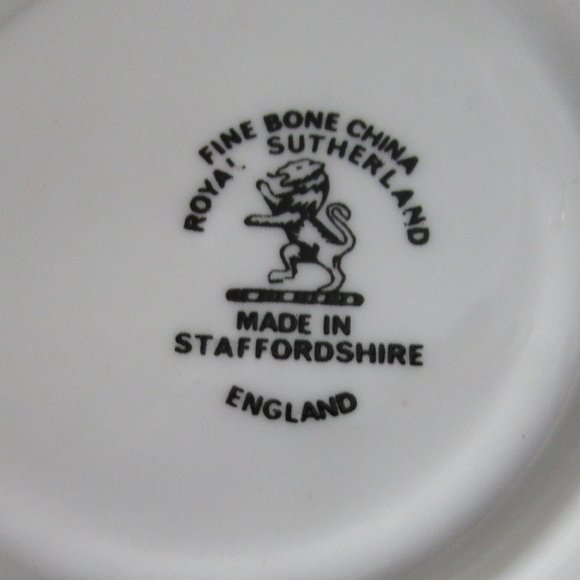 FINE BONE CHINA
ROYAL SUTHERLAND
MADE IN
STAFFORDSHIRE
ENGLAND